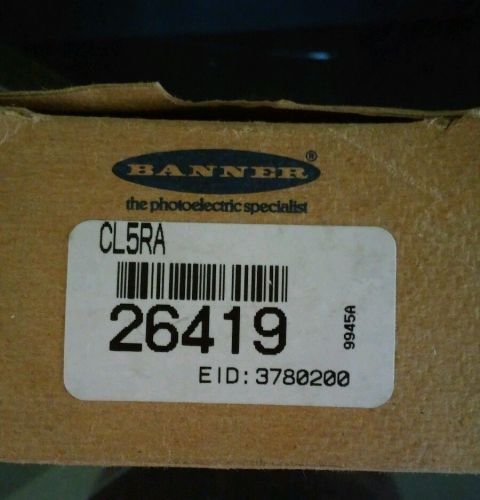 BANNER®
the photoelectric specialist
CL5RA
26419
9945A
EID: 3780200